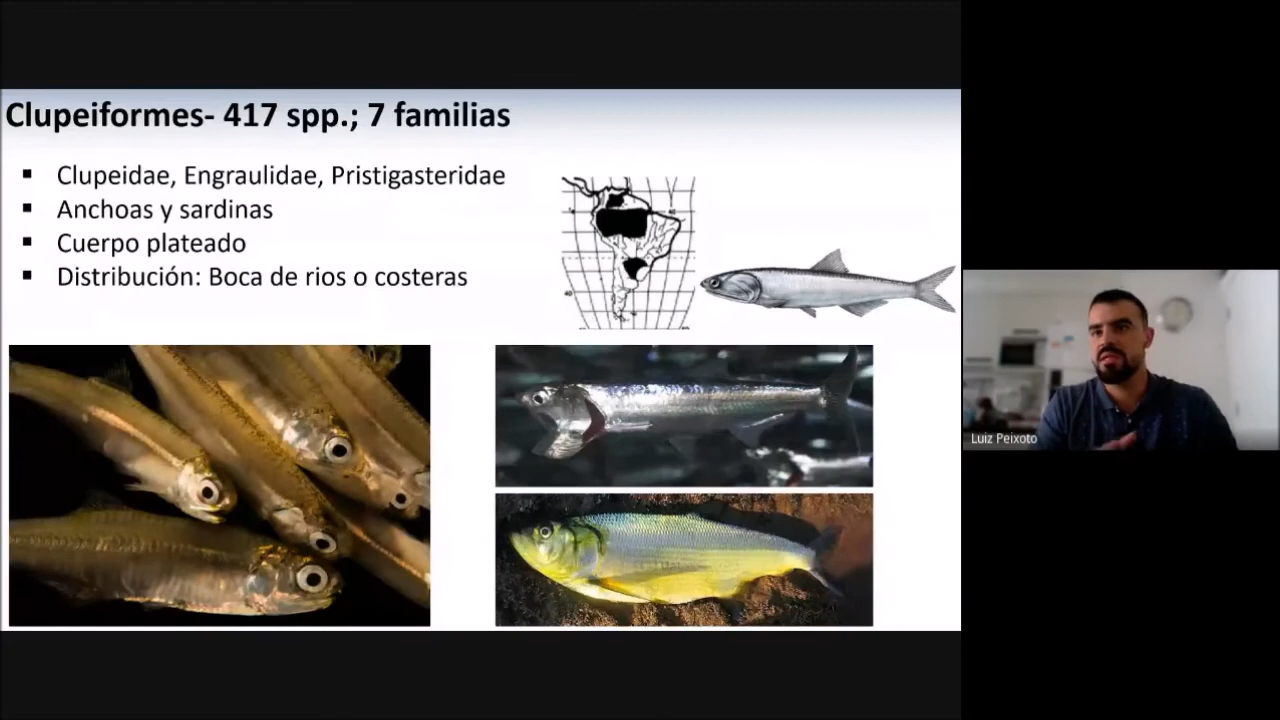 Clupeiformes- 417 spp.; 7 familias
Clupeidae, Engraulidae, Pristigasteridae
Anchoas y sardinas
Cuerpo plateado
Distribución: Boca de rios o costeras
Luiz Peixoto